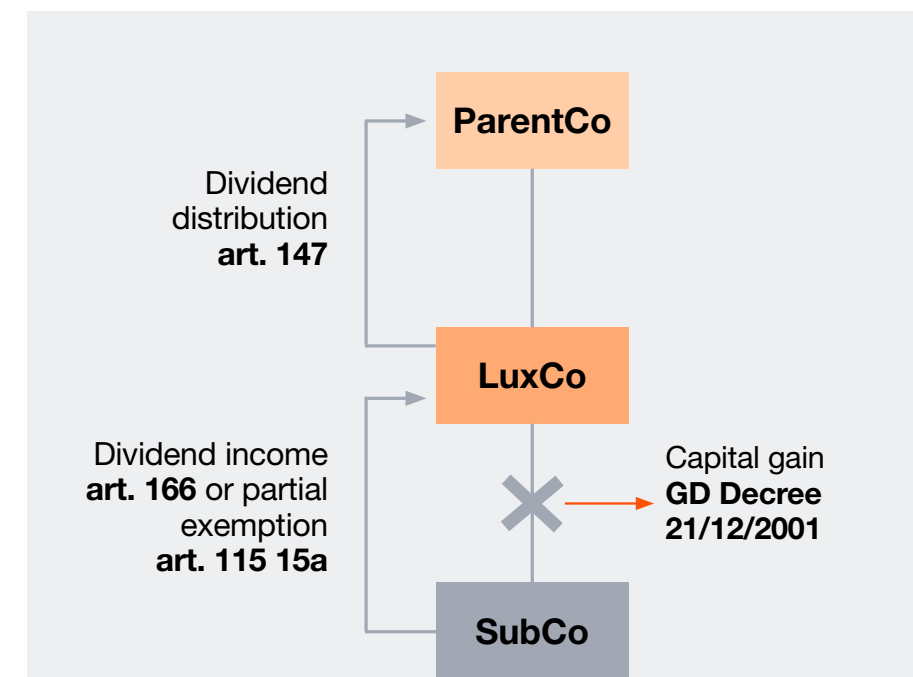 ParentCo
Dividend
distribution
art. 147
LuxCo
Dividend income
art. 166 or partial
exemption
art. 115 15a
Capital gain
GD Decree
21/12/2001
SubCo